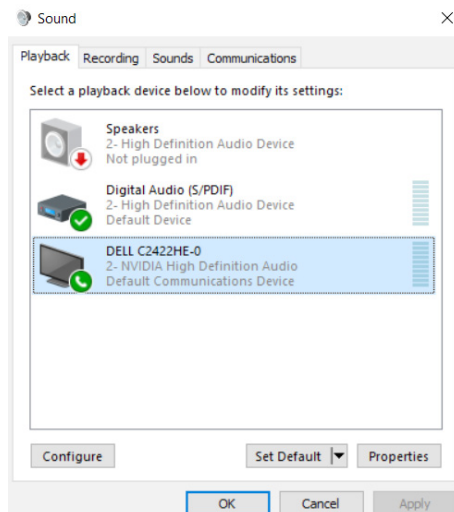 Sound
Playback Recording Sounds Communications
Select a playback device below to modify its settings:
Speakers
2- High Definition Audio Device
Not plugged in
Digital Audio (S/PDIF)
2- High Definition Audio Device
Default Device
DELL C2422HE-0
2- NVIDIA High Definition Audio
Default Communications Device
Configure Set Default Properties
OK Cancel Apply